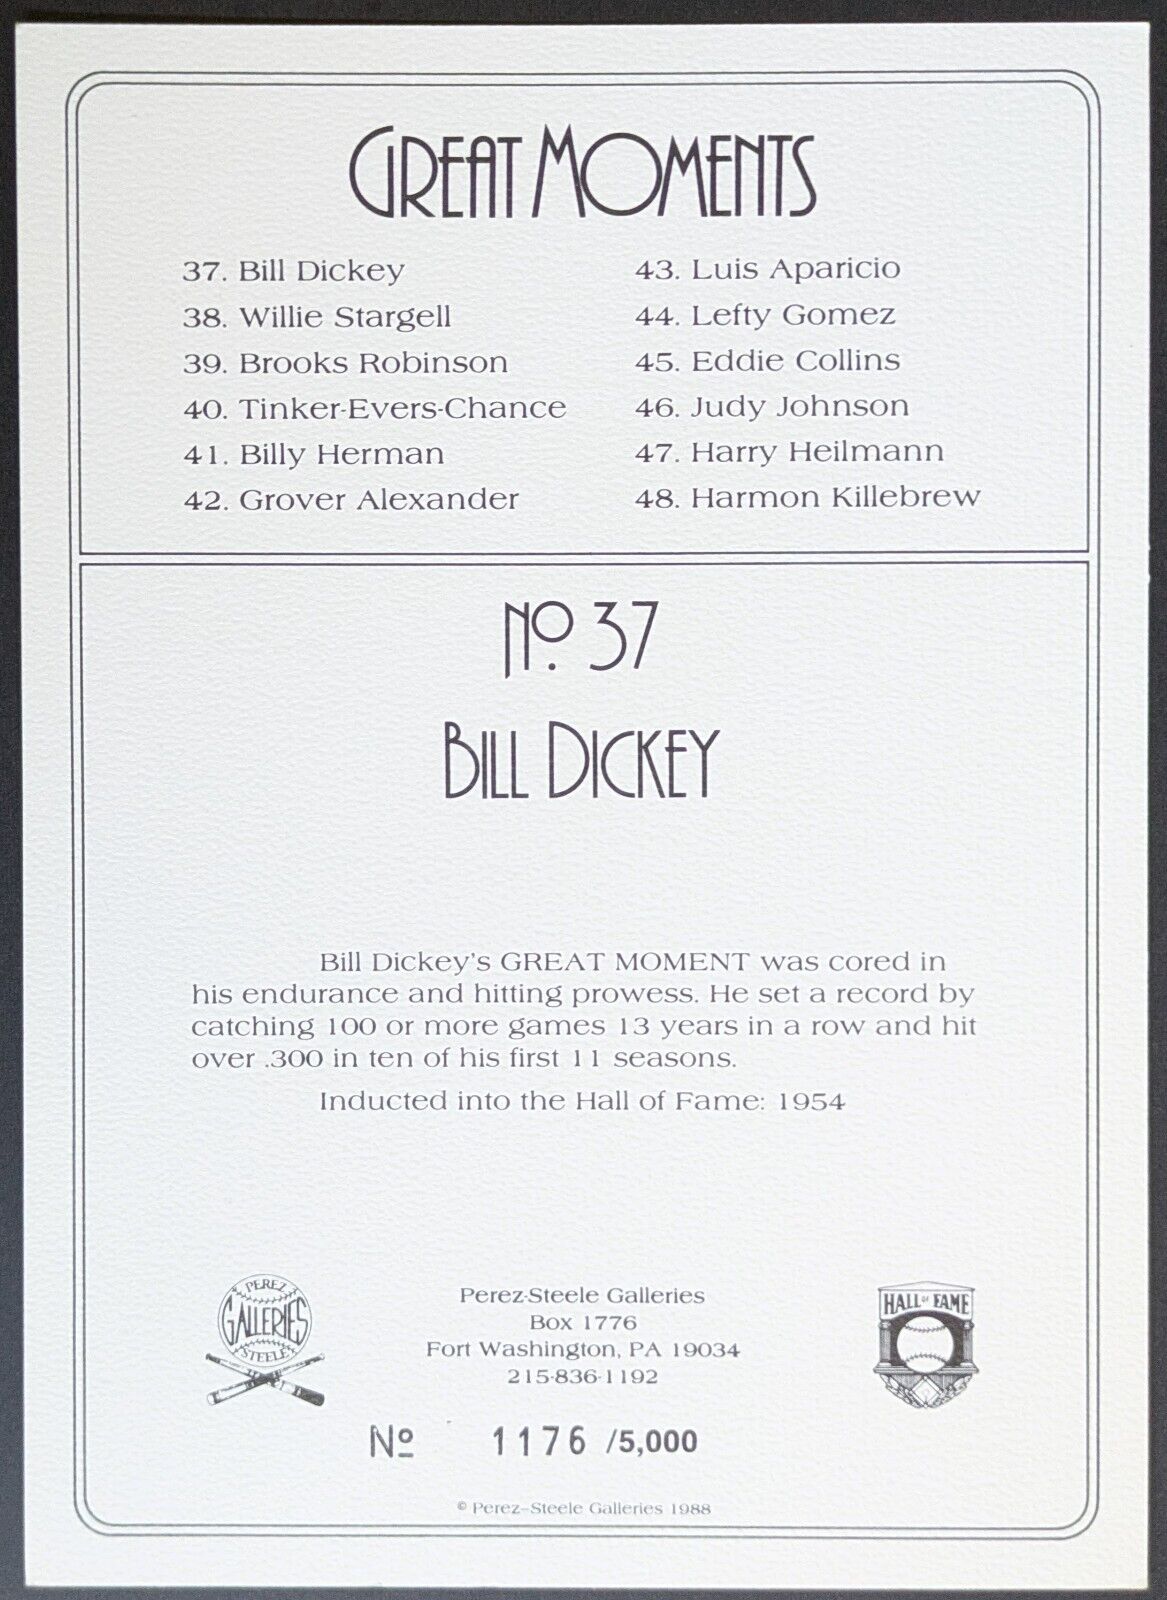 GREAT MOMENTS
37. Bill Dickey
38. Willie Stargell
39. Brooks Robinson
40. Tinker-Evers-Chance
41. Billy Herman
42. Grover Alexander
43. Luis Aparicio
44. Lefty Gomez
45. Eddie Collins
46. Judy Johnson
47. Harry Heilmann
48. Harmon Killebrew
No. 37
BILL DICKEY
Bill Dickey's GREAT MOMENT was cored in
his endurance and hitting prowess. He set a record by
catching 100 or more games 13 years in a row and hit
over .300 in ten of his first 11 seasons.
Inducted into the Hall of Fame: 1954
PEREZ
GALLERIES
STEELE
Perez-Steele Galleries
Box 1776
Fort Washington, PA 19034
215-836-1192
HALL OF FAME
Nº 1176 /5,000
© Perez-Steele Galleries 1988